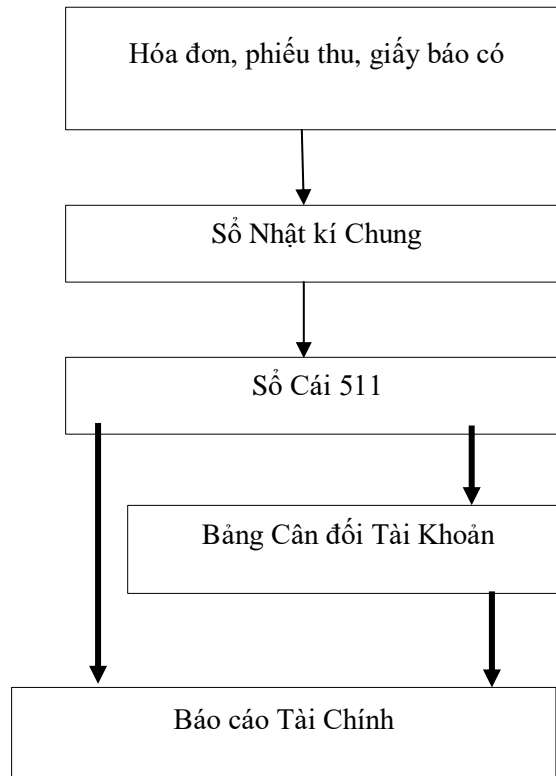 Hóa đơn, phiếu thu, giấy báo có
Sổ Nhật kí Chung
Sổ Cái 511
Bảng Cân đối Tài Khoản
Báo cáo Tài Chính